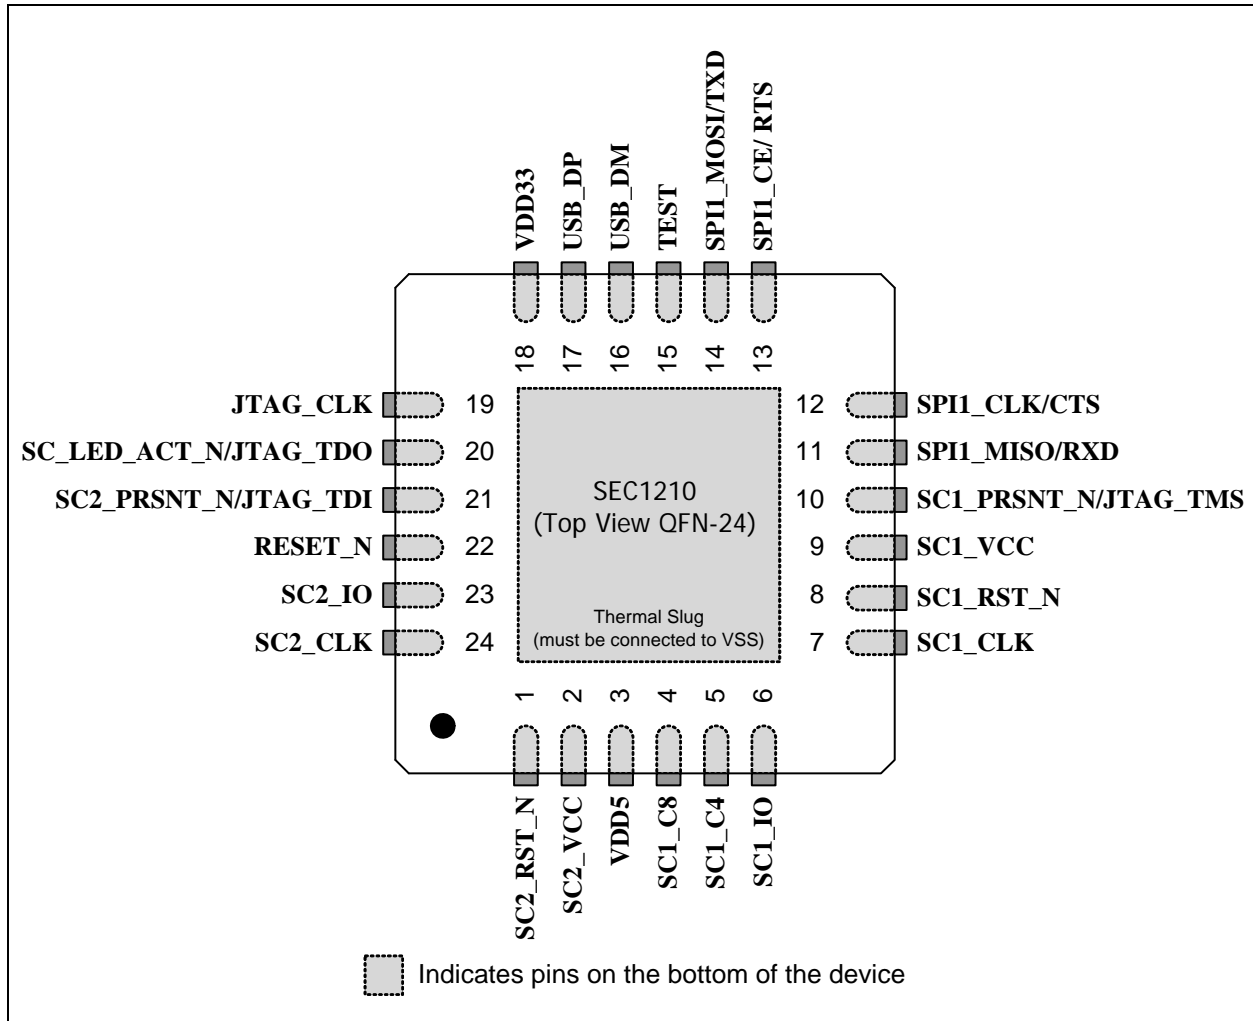 VDD33
USB_DP
USB_DM
TEST
SPI1_MOSI/TXD
SPI1_CE/ RTS
18
17
16
15
14
13
JTAG_CLK 19
SC_LED_ACT_N/JTAG_TDO 20
SC2_PRSNT_N/JTAG_TDI 21
RESET_N 22
SC2_IO 23
SC2_CLK 24
SEC1210
(Top View QFN-24)
Thermal Slug
(must be connected to VSS)
12 SPI1_CLK/CTS
11 SPI1_MISO/RXD
10 SC1_PRSNT_N/JTAG_TMS
9 SC1_VCC
8 SC1_RST_N
7 SC1_CLK
1
2
3
4
5
6
SC2_RST_N
SC2_VCC
VDD5
SC1_C8
SC1_C4
SC1_IO
Indicates pins on the bottom of the device